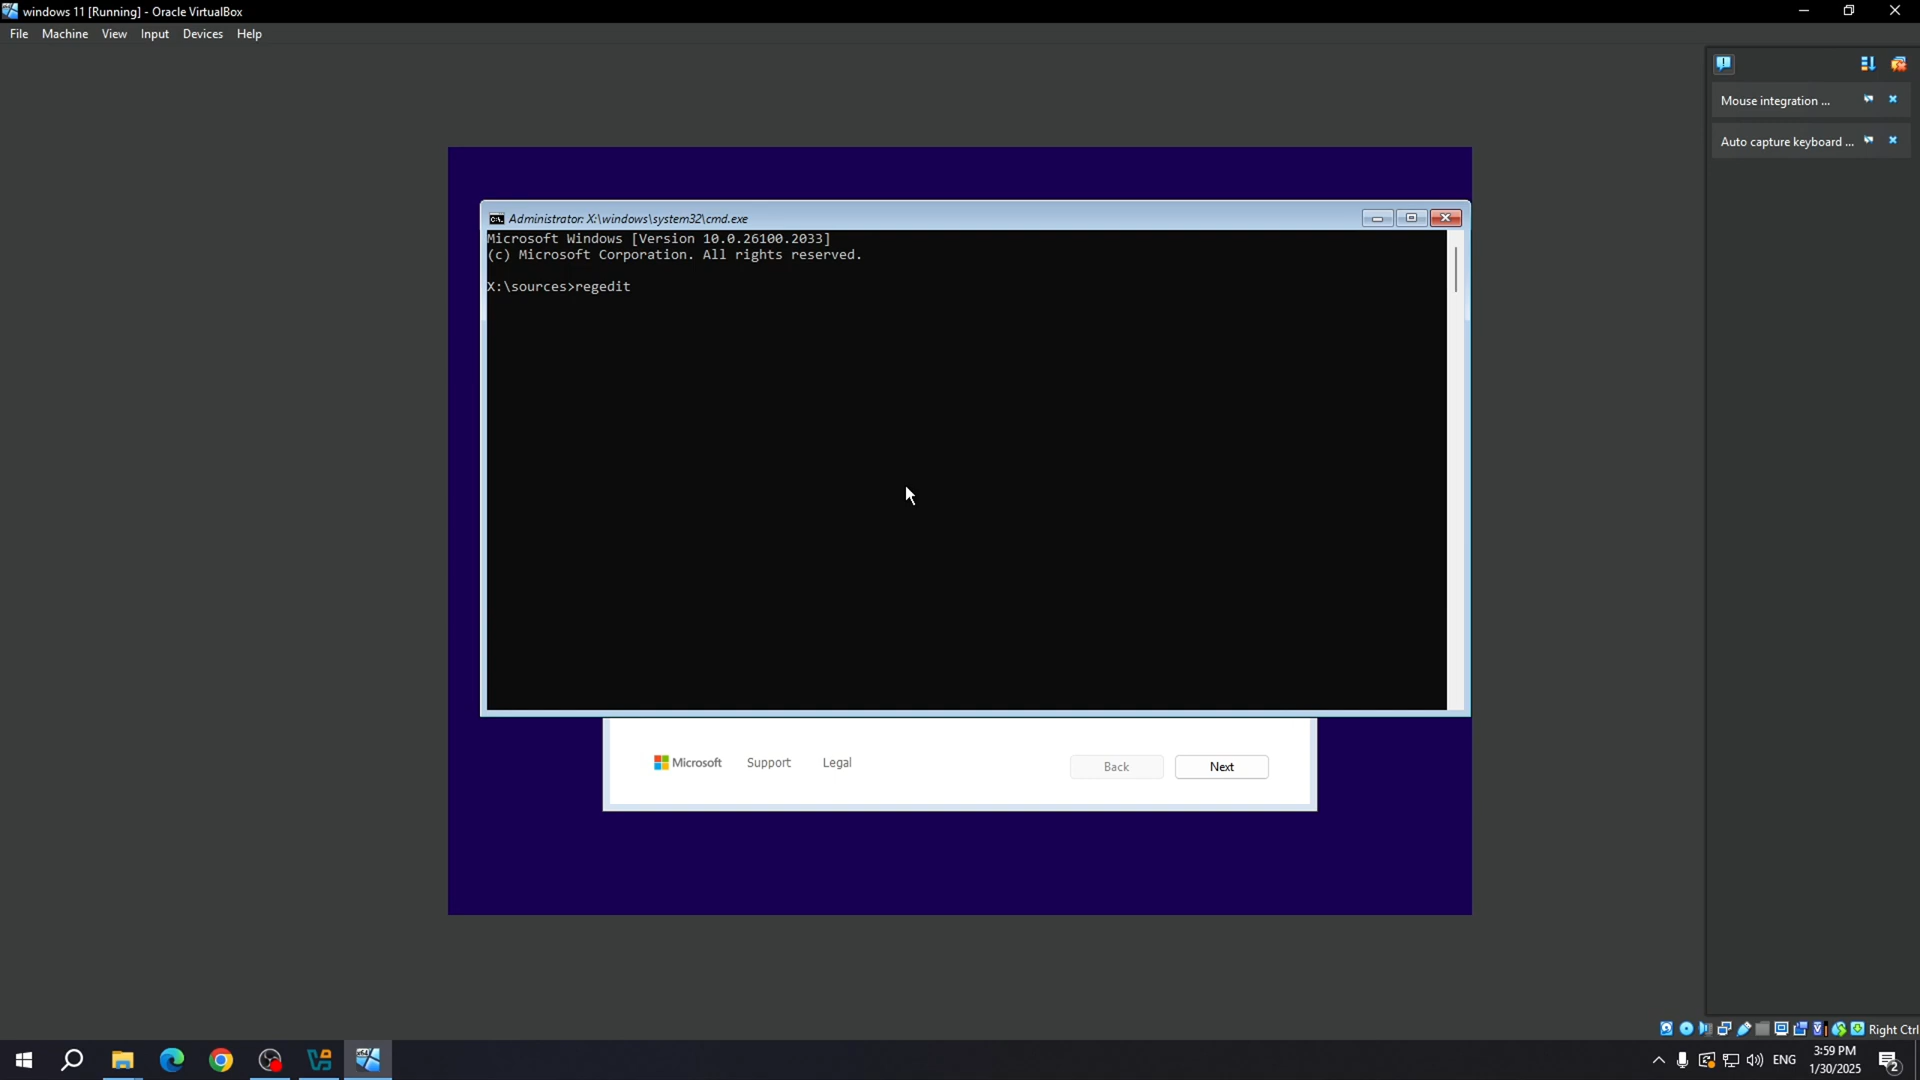 windows 11 [Running] - Oracle VirtualBox
File Machine View Input Devices Help
Mouse integration ...
Auto capture keyboard ...
Administrator: X:\windows\system32\cmd.exe
Microsoft Windows [Version 10.0.26100.2033]
(c) Microsoft Corporation. All rights reserved.
X:\sources>regedit
Microsoft Support Legal Back Next
Right Ctrl
ENG
3:59 PM
1/30/2025
2